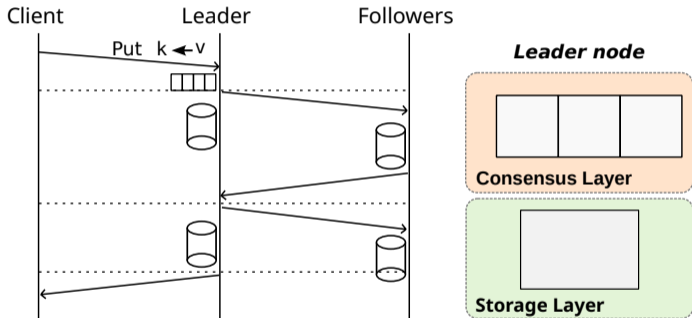 Client
Leader
Followers
Put k←v
Leader node
Consensus Layer
Storage Layer